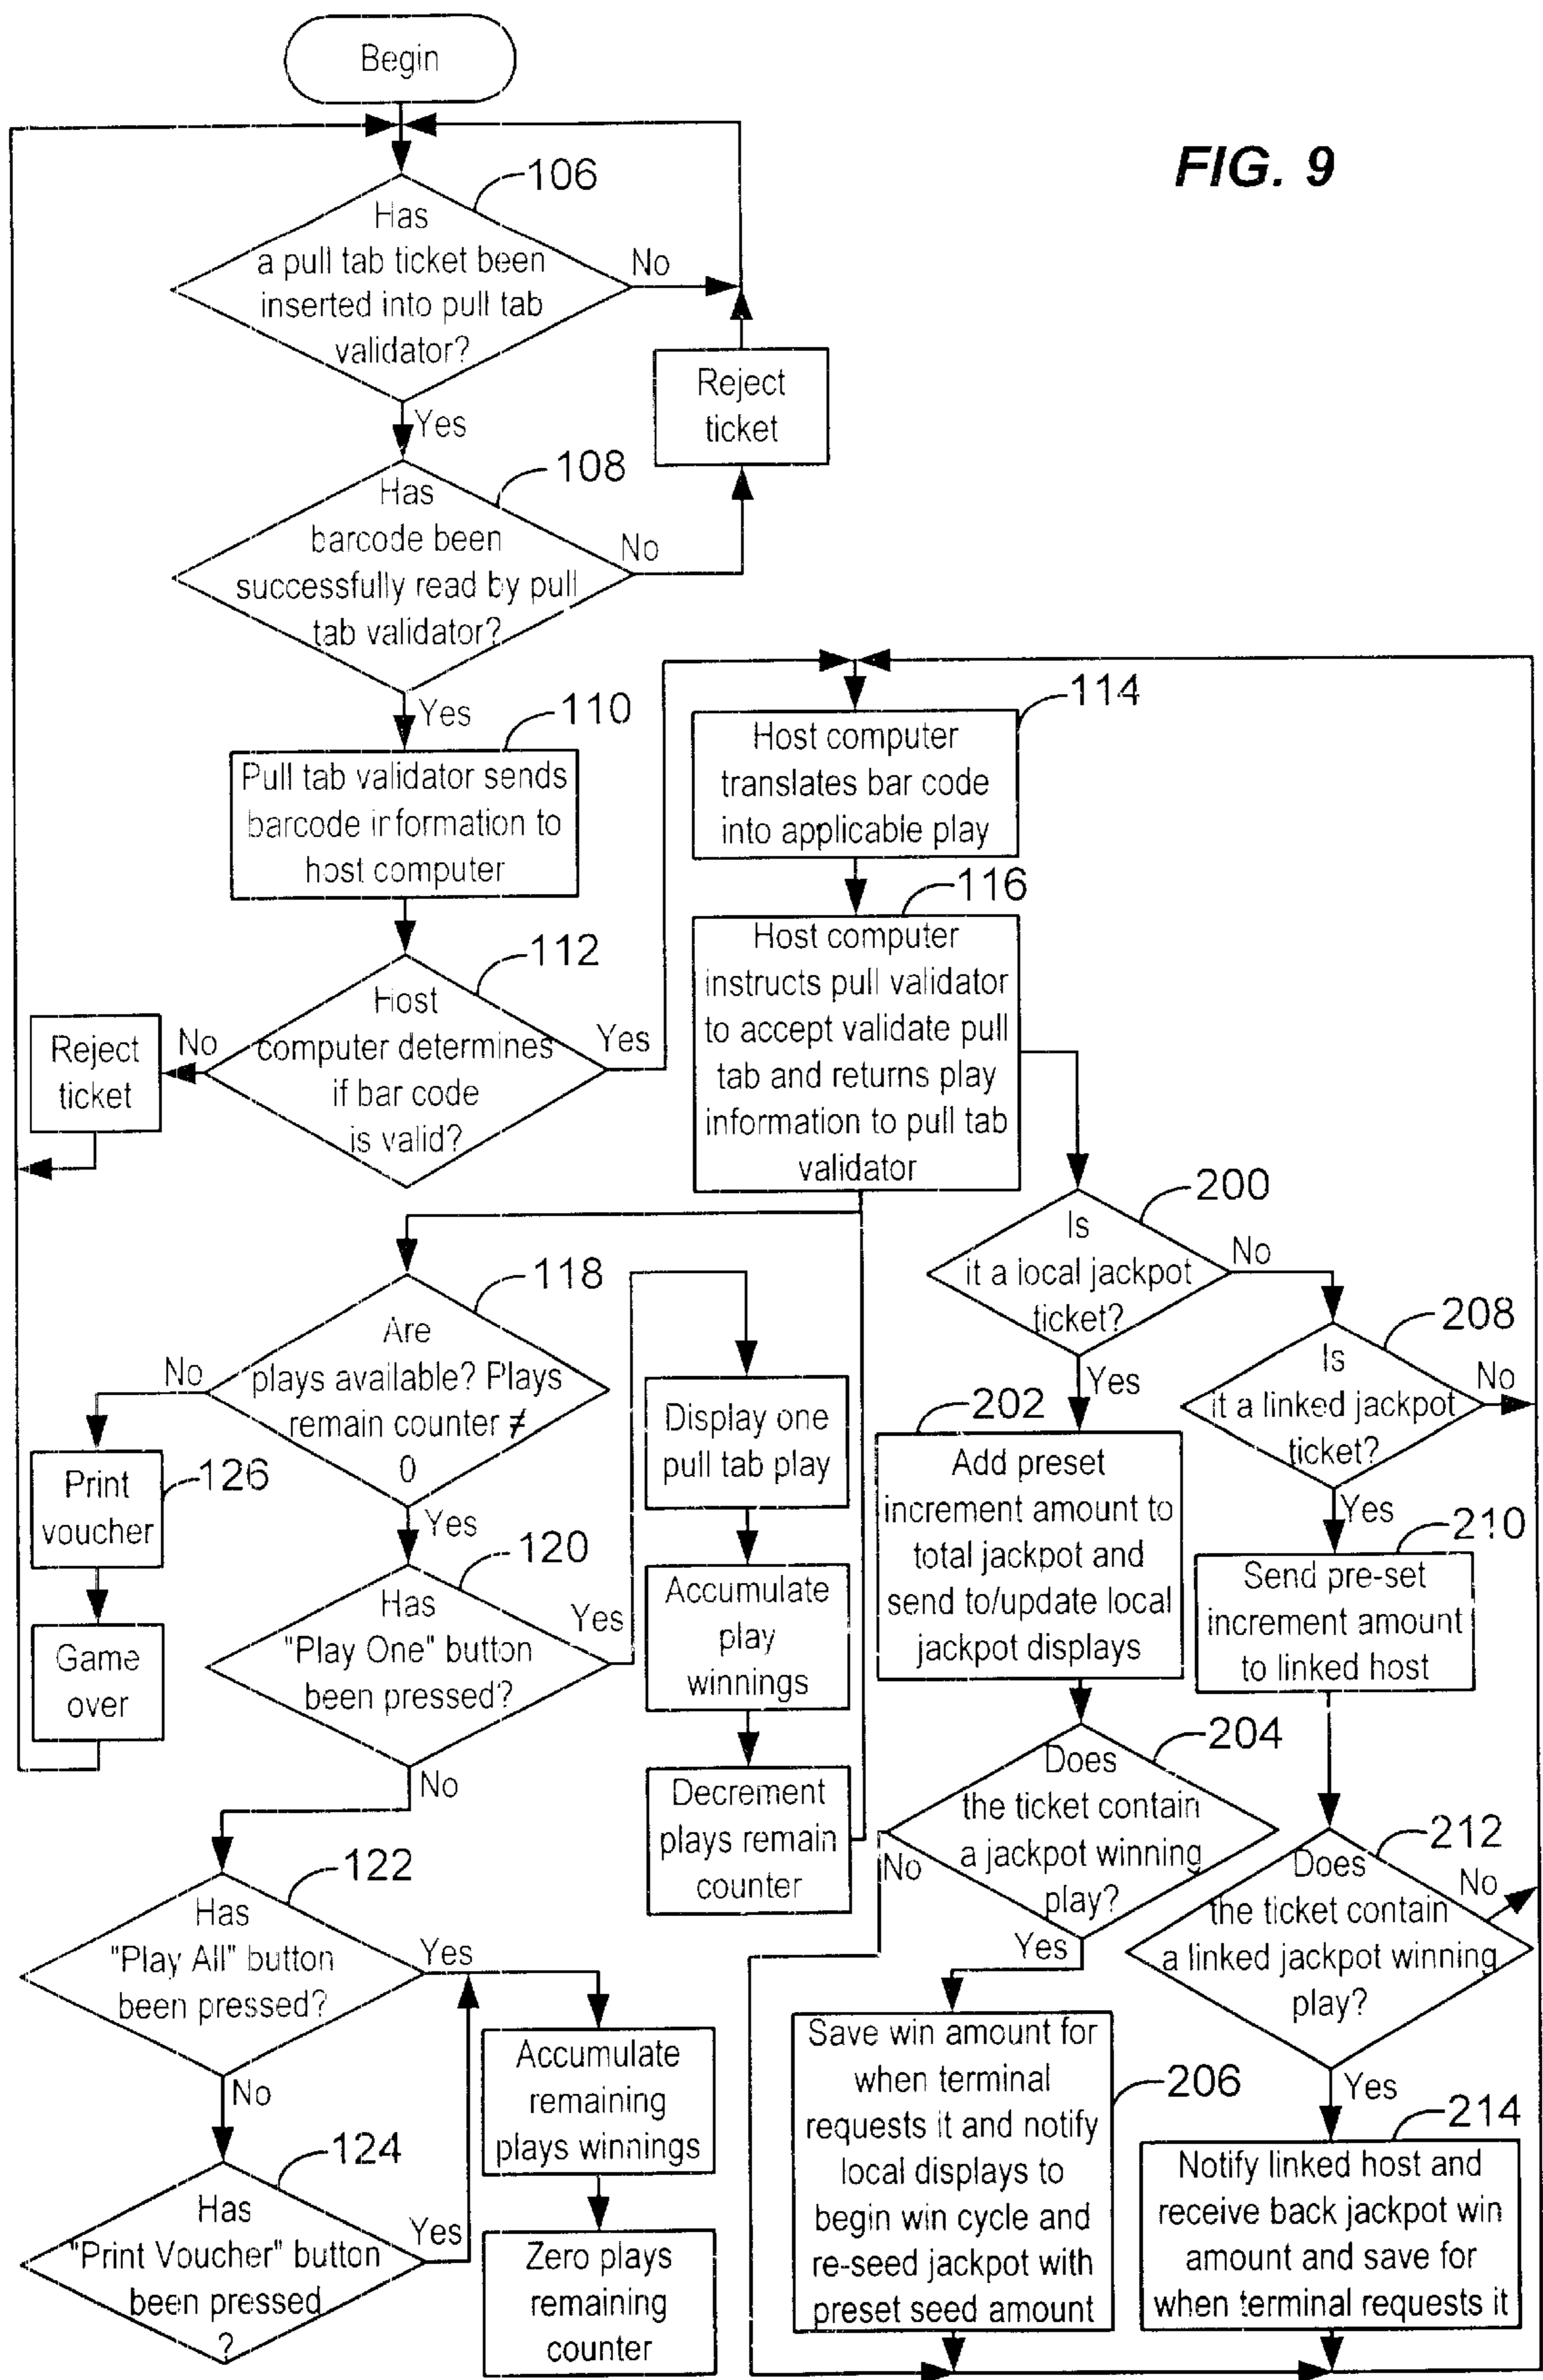 Begin
FIG. 9
106
Has
a pull tab ticket been
inserted into pull tab
validator?
No
Reject
ticket
Yes
108
Has
barcode been
successfully read by pull
tab validator?
No
Yes
110
Pull tab validator sends
barcode information to
host computer
112
Host
computer determines
if bar code
is valid?
No
Reject
ticket
Yes
114
Host computer
translates bar code
into applicable play
116
Host computer
instructs pull validator
to accept validate pull
tab and returns play
information to pull tab
validator
118
Are
plays available? Plays
remain counter ≠
0
No
126
Print
voucher
Game
over
Yes
120
Has
"Play One" button
been pressed?
Yes
Display one
pull tab play
Accumulate
play
winnings
Decrement
plays remain
counter
No
122
Has
"Play All" button
been pressed?
Yes
Accumulate
remaining
plays winnings
Zero plays
remaining
counter
No
124
Has
"Print Voucher" button
been pressed
?
Yes
200
Is
it a local jackpot
ticket?
No
Yes
202
Add preset
increment amount to
total jackpot and
send to/update local
jackpot displays
204
Does
the ticket contain
a jackpot winning
play?
No
Yes
206
Save win amount for
when terminal
requests it and notify
local displays to
begin win cycle and
re-seed jackpot with
preset seed amount
208
Is
it a linked jackpot
ticket?
No
Yes
210
Send pre-set
increment amount
to linked host
212
Does
the ticket contain
a linked jackpot winning
play?
No
Yes
214
Notify linked host and
receive back jackpot win
amount and save for
when terminal requests it